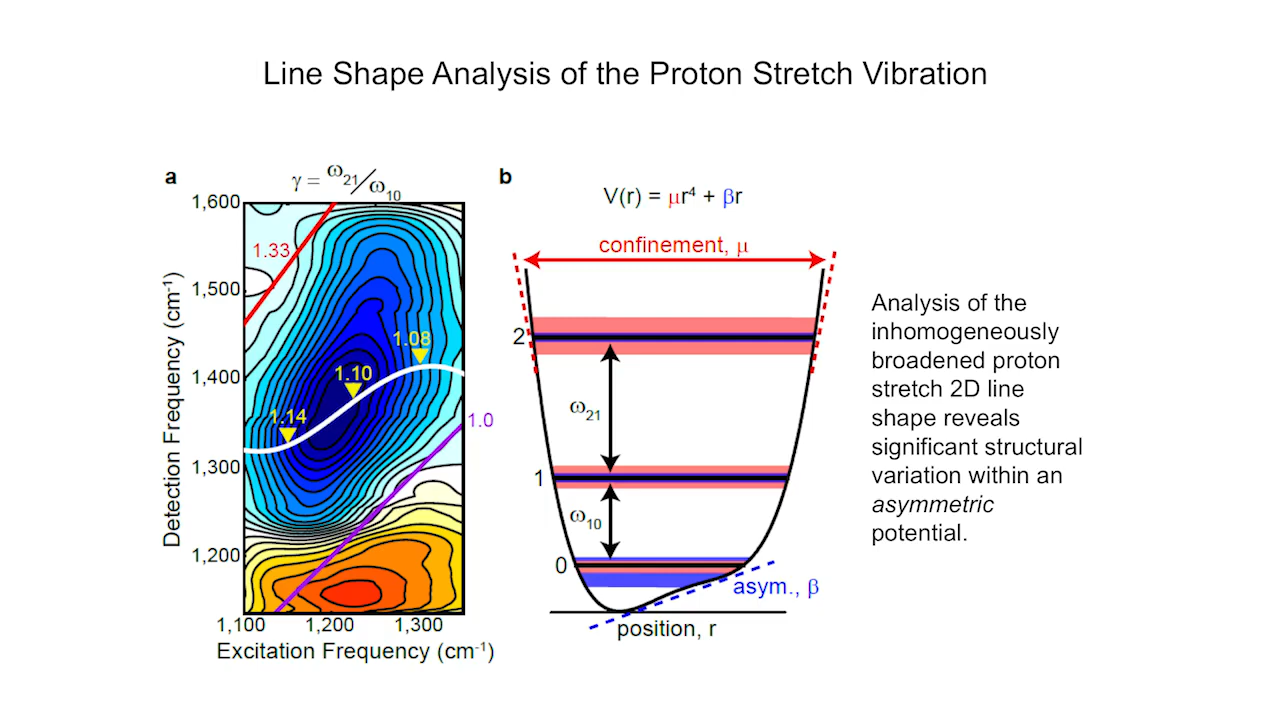 Line Shape Analysis of the Proton Stretch Vibration
a
γ = ω21/ω10
1,600
1,500
1,400
1,300
1,200
Detection Frequency (cm-1)
1.33
1.08
1.10
1.14
1.0
1,100
1,200
1,300
Excitation Frequency (cm-1)
b
V(r) = μr4 + βr
confinement, μ
2
ω21
1
ω10
0
asym., β
position, r
Analysis of the
inhomogeneously
broadened proton
stretch 2D line
shape reveals
significant structural
variation within an
asymmetric
potential.